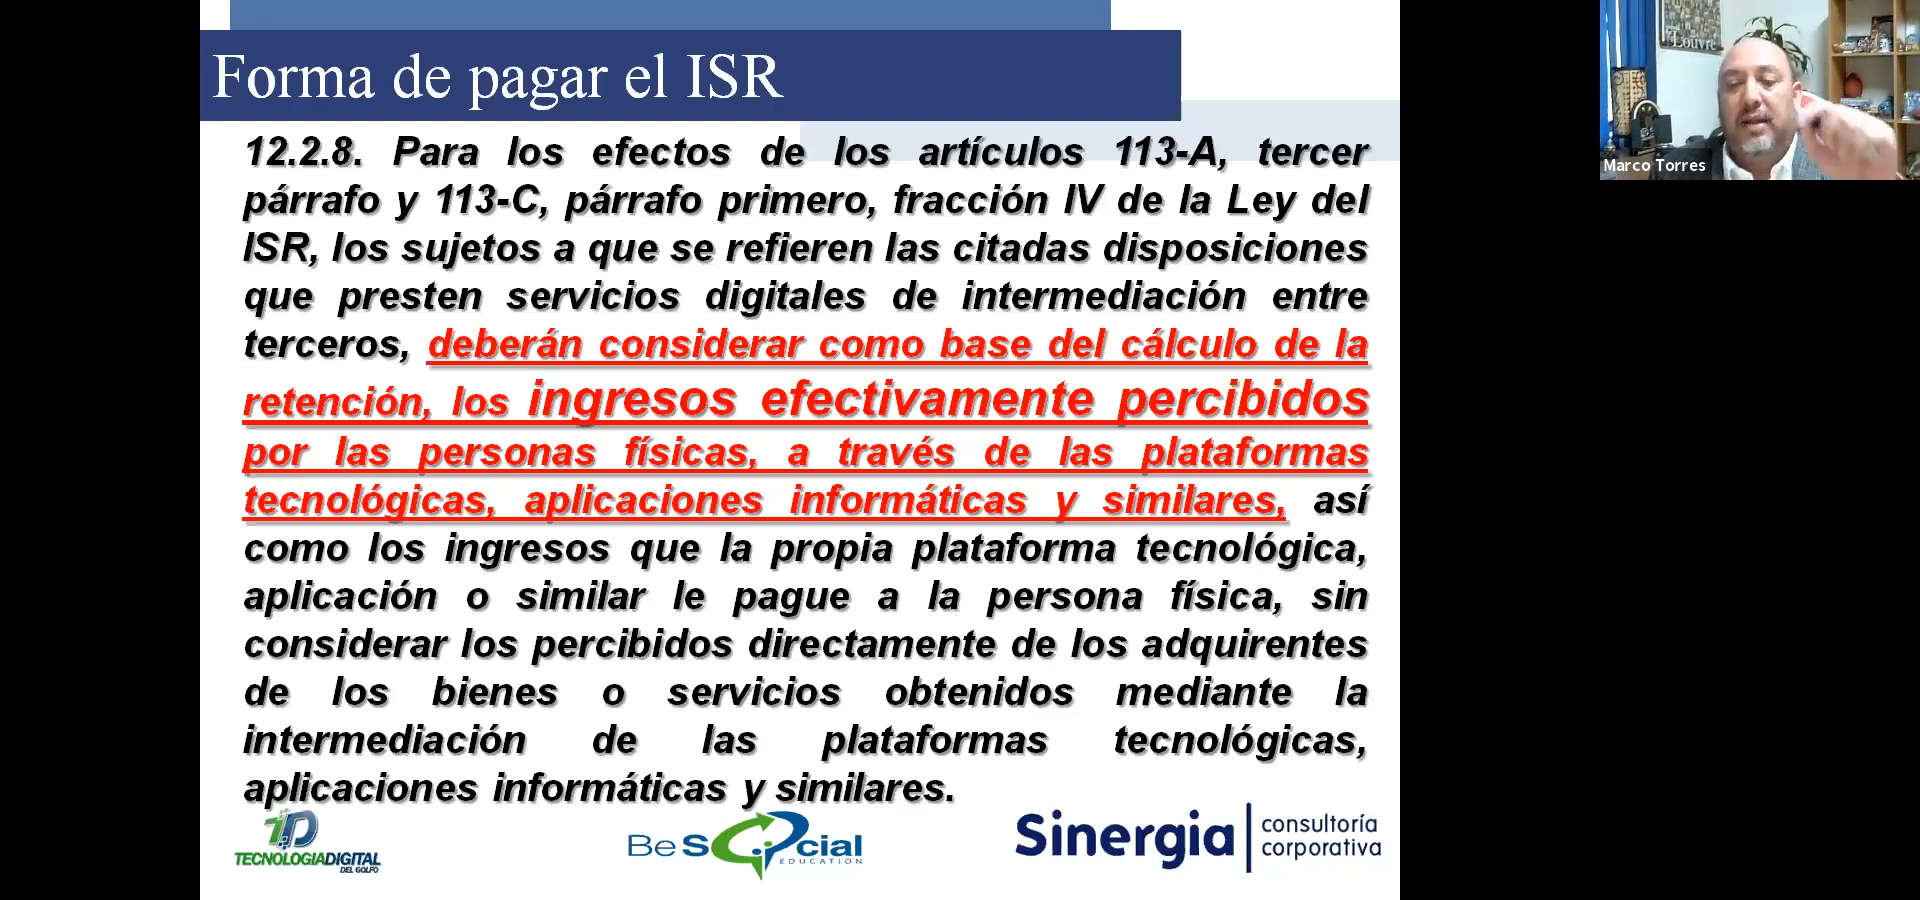 Forma de pagar el ISR
12.2.8. Para los efectos de los artículos 113-A, tercer
párrafo y 113-C, párrafo primero, fracción IV de la Ley del
ISR, los sujetos a que se refieren las citadas disposiciones
que presten servicios digitales de intermediación entre
terceros, deberán considerar como base del cálculo de la
retención, los ingresos efectivamente percibidos
por las personas físicas, a través de las plataformas
tecnológicas, aplicaciones informáticas y similares, así
como los ingresos que la propia plataforma tecnológica,
aplicación o similar le pague a la persona física, sin
considerar los percibidos directamente de los adquirentes
de los bienes o servicios obtenidos mediante la
intermediación de las plataformas tecnológicas,
aplicaciones informáticas y similares.
TD
TECNOLOGIADIGITAL
DEL GOLFO
Be Social
EDUCATION
Sinergia
consultoría
corporativa
Louvre
Marco Torres